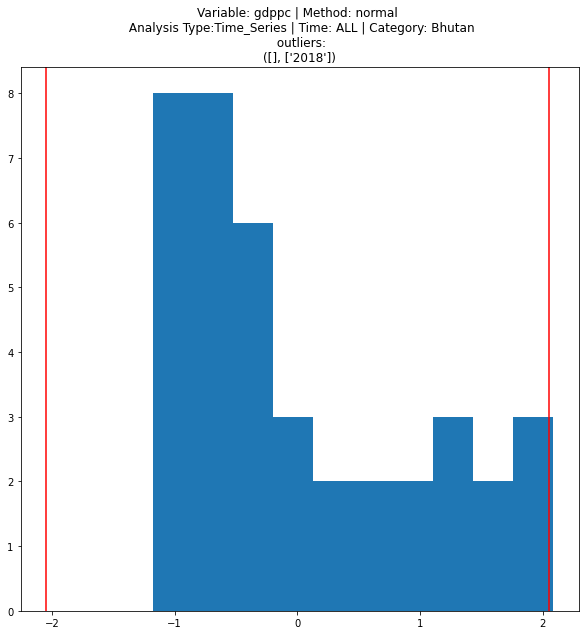 Variable: gdppc | Method: normal
Analysis Type:Time_Series | Time: ALL | Category: Bhutan
outliers:
([], ['2018'])
8
7
6
5
4
3
2
1
0
−2 −1 0 1 2